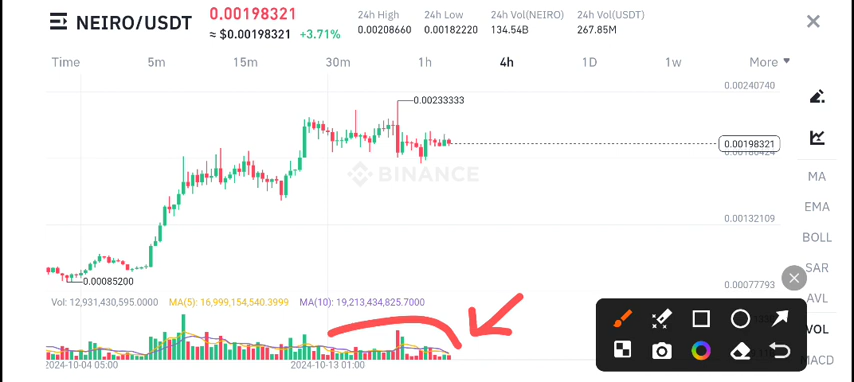 NEIRO/USDT
0.00198321
≈ $0.00198321 +3.71%
24h High
0.00208660
24h Low
0.00182220
24h Vol(NEIRO)
134.54B
24h Vol(USDT)
267.85M
Time 5m 15m 30m 1h 4h 1D 1w More
0.00240740
0.00233333
0.00198321
BINANCE
0.00132109
0.00085200
0.00077793
Vol: 12,931,430,595.0000 MA(5): 16,999,154,540.3999 MA(10): 19,213,434,825.7000
2024-10-04 05:00 2024-10-13 01:00
MA
EMA
BOLL
SAR
AVL
VOL
MACD